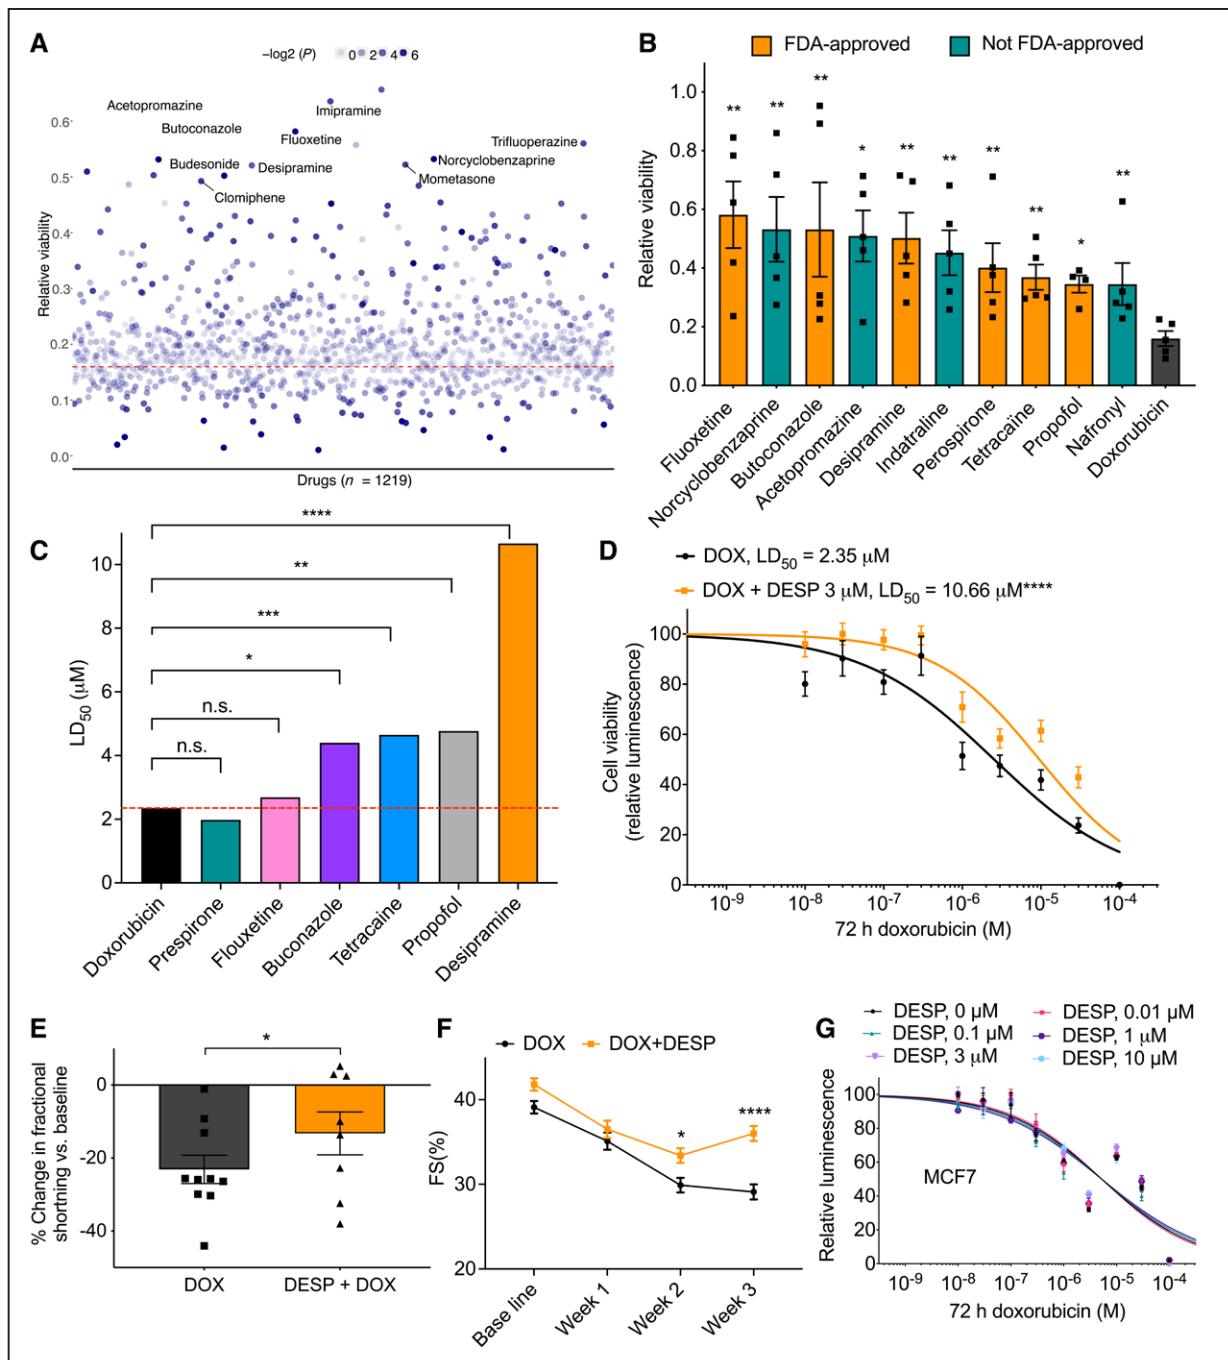 A
−log2 (P) 0 2 4 6
Acetopromazine
Imipramine
Butoconazole
Fluoxetine
Trifluoperazine
Budesonide
Desipramine
Norcyclobenzaprine
Mometasone
Clomiphene
Relative viability
0.6
0.5
0.4
0.3
0.2
0.1
0.0
Drugs (n = 1219)
B
FDA-approved
Not FDA-approved
Relative viability
1.0
0.8
0.6
0.4
0.2
0.0
** ** ** * ** ** ** ** * **
Fluoxetine
Norcyclobenzaprine
Butoconazole
Acetopromazine
Desipramine
Indatraline
Perospirone
Tetracaine
Propofol
Nafronyl
Doxorubicin
C
****
**
***
*
n.s.
n.s.
LD50 (µM)
10
8
6
4
2
0
Doxorubicin
Prespirone
Flouxetine
Buconazole
Tetracaine
Propofol
Desipramine
D
DOX, LD50 = 2.35 µM
DOX + DESP 3 µM, LD50 = 10.66 µM****
Cell viability
(relative luminescence)
100
80
60
40
20
0
10-9 10-8 10-7 10-6 10-5 10-4
72 h doxorubicin (M)
E
*
% Change in fractional
shortning vs. baseline
0
-20
-40
DOX
DESP + DOX
F
DOX
DOX+DESP
FS(%)
40
30
20
*
****
Base line
Week 1
Week 2
Week 3
G
DESP, 0 µM
DESP, 0.01 µM
DESP, 0.1 µM
DESP, 1 µM
DESP, 3 µM
DESP, 10 µM
Relative luminescence
100
80
60
40
20
0
MCF7
10-9 10-8 10-7 10-6 10-5 10-4
72 h doxorubicin (M)